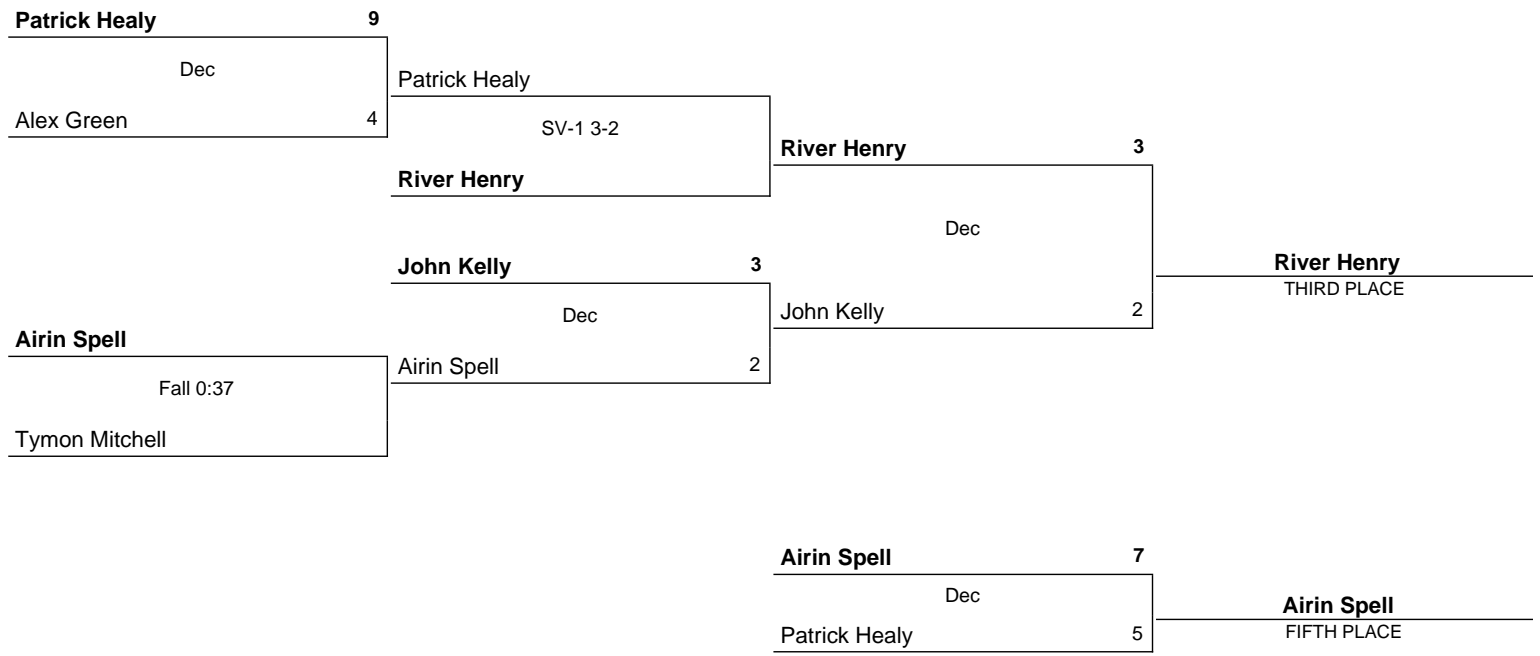 Patrick Healy 9
Dec
Alex Green 4
Patrick Healy
SV-1 3-2
River Henry
River Henry 3
Dec
John Kelly 2
River Henry
THIRD PLACE
John Kelly 3
Dec
Airin Spell 2
Airin Spell
Fall 0:37
Tymon Mitchell
Airin Spell 7
Dec
Patrick Healy 5
Airin Spell
FIFTH PLACE